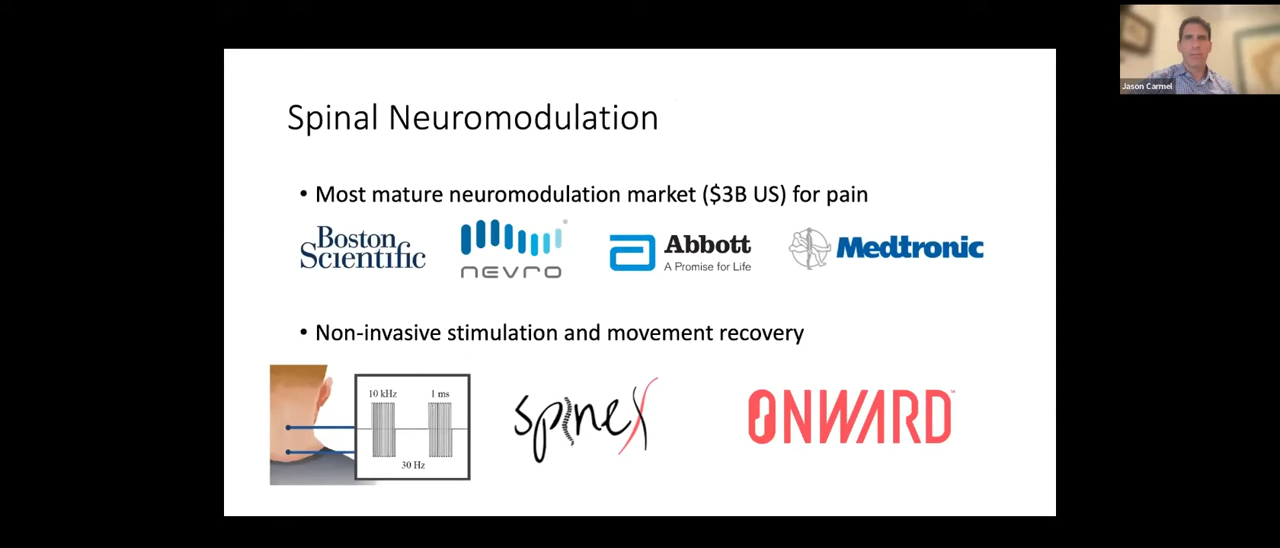 Jason Carmel
Spinal Neuromodulation
• Most mature neuromodulation market ($3B US) for pain
Boston
Scientific
nevro
®
Abbott
A Promise for Life
Medtronic
• Non-invasive stimulation and movement recovery
10 kHz
1 ms
30 Hz
spinex
ONWARD™